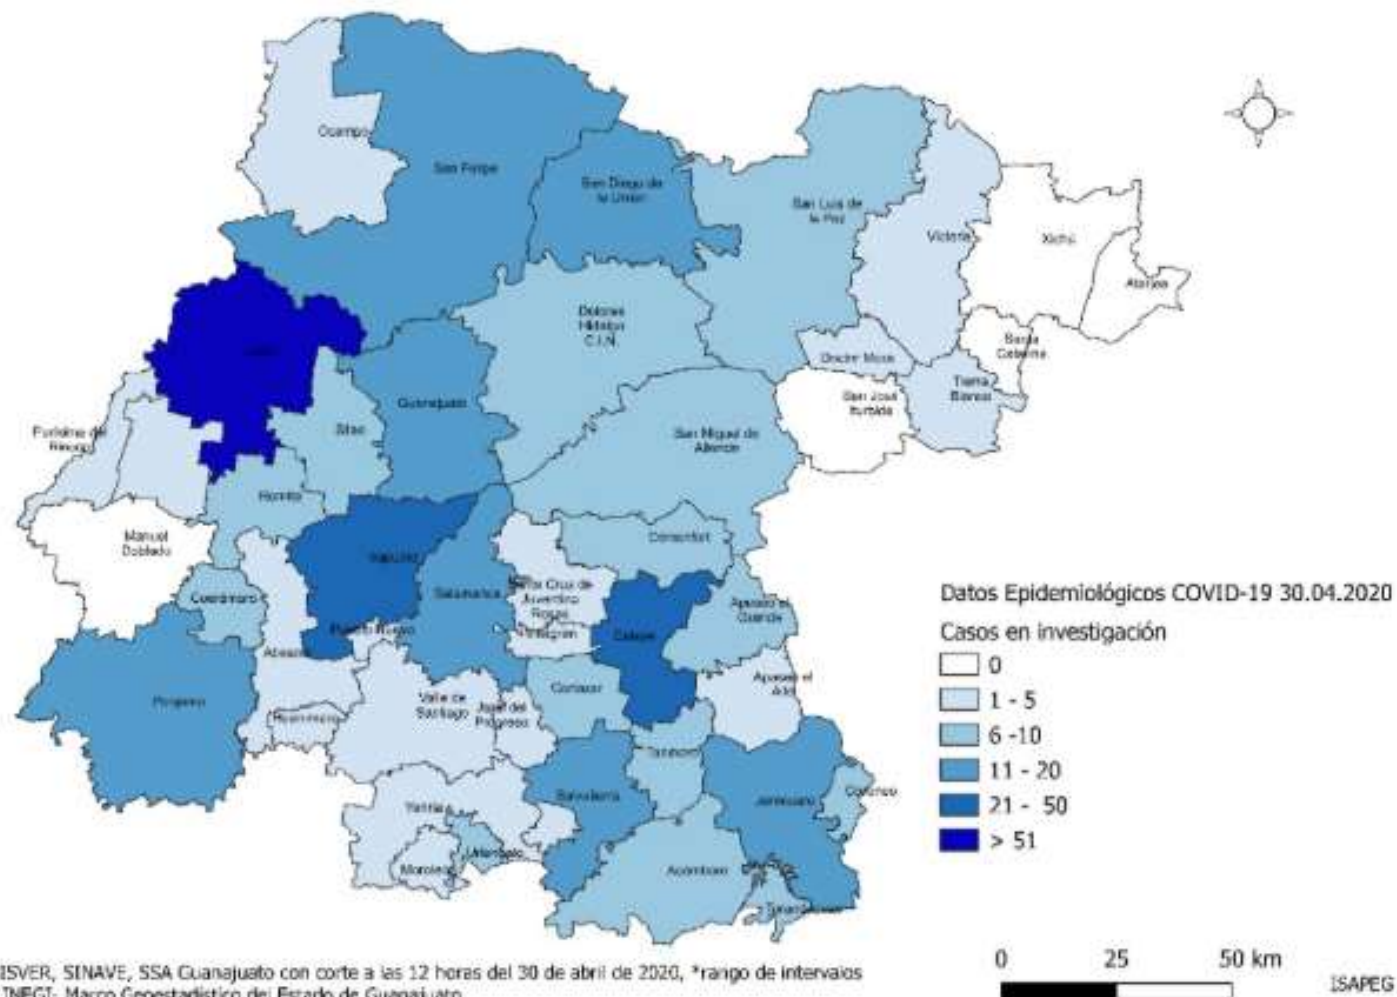 Ocampo
San Felipe
San Diego de
la Union
San Luis de
la Paz
Victoria
Xichú
Atarjea
Dolores
Hidalgo
C.I.N.
Santa
Catarina
Doctor Mora
Tierra
Blanca
San José
Iturbide
Guanajuato
Silao
San Miguel de
Allende
Purísima del
Rincon
Romita
Manuel
Doblado
Irapuato
Comonfort
Cuerámaro
Salamanca
Santa Cruz de
Juventino
Rosas
Apaseo el
Grande
Pueblo Nuevo
Villagran
Celaya
Abasolo
Apaseo el
Alto
Pénjamo
Huanimaro
Valle de
Santiago
Jaral del
Progreso
Cortazar
Tarimoro
Yuriria
Salvatierra
Jerécuaro
Coroneo
Uriangato
Moroleon
Acámbaro
Tarandacuao
Datos Epidemiológicos COVID-19 30.04.2020
Casos en investigación
0
1 - 5
6 -10
11 - 20
21 - 50
> 51
0 25 50 km
ISAPEG
ISVER, SINAVE, SSA Guanajuato con corte a las 12 horas del 30 de abril de 2020, *rango de intervalos
INEGI- Marco Geoestadístico del Estado de Guanajuato